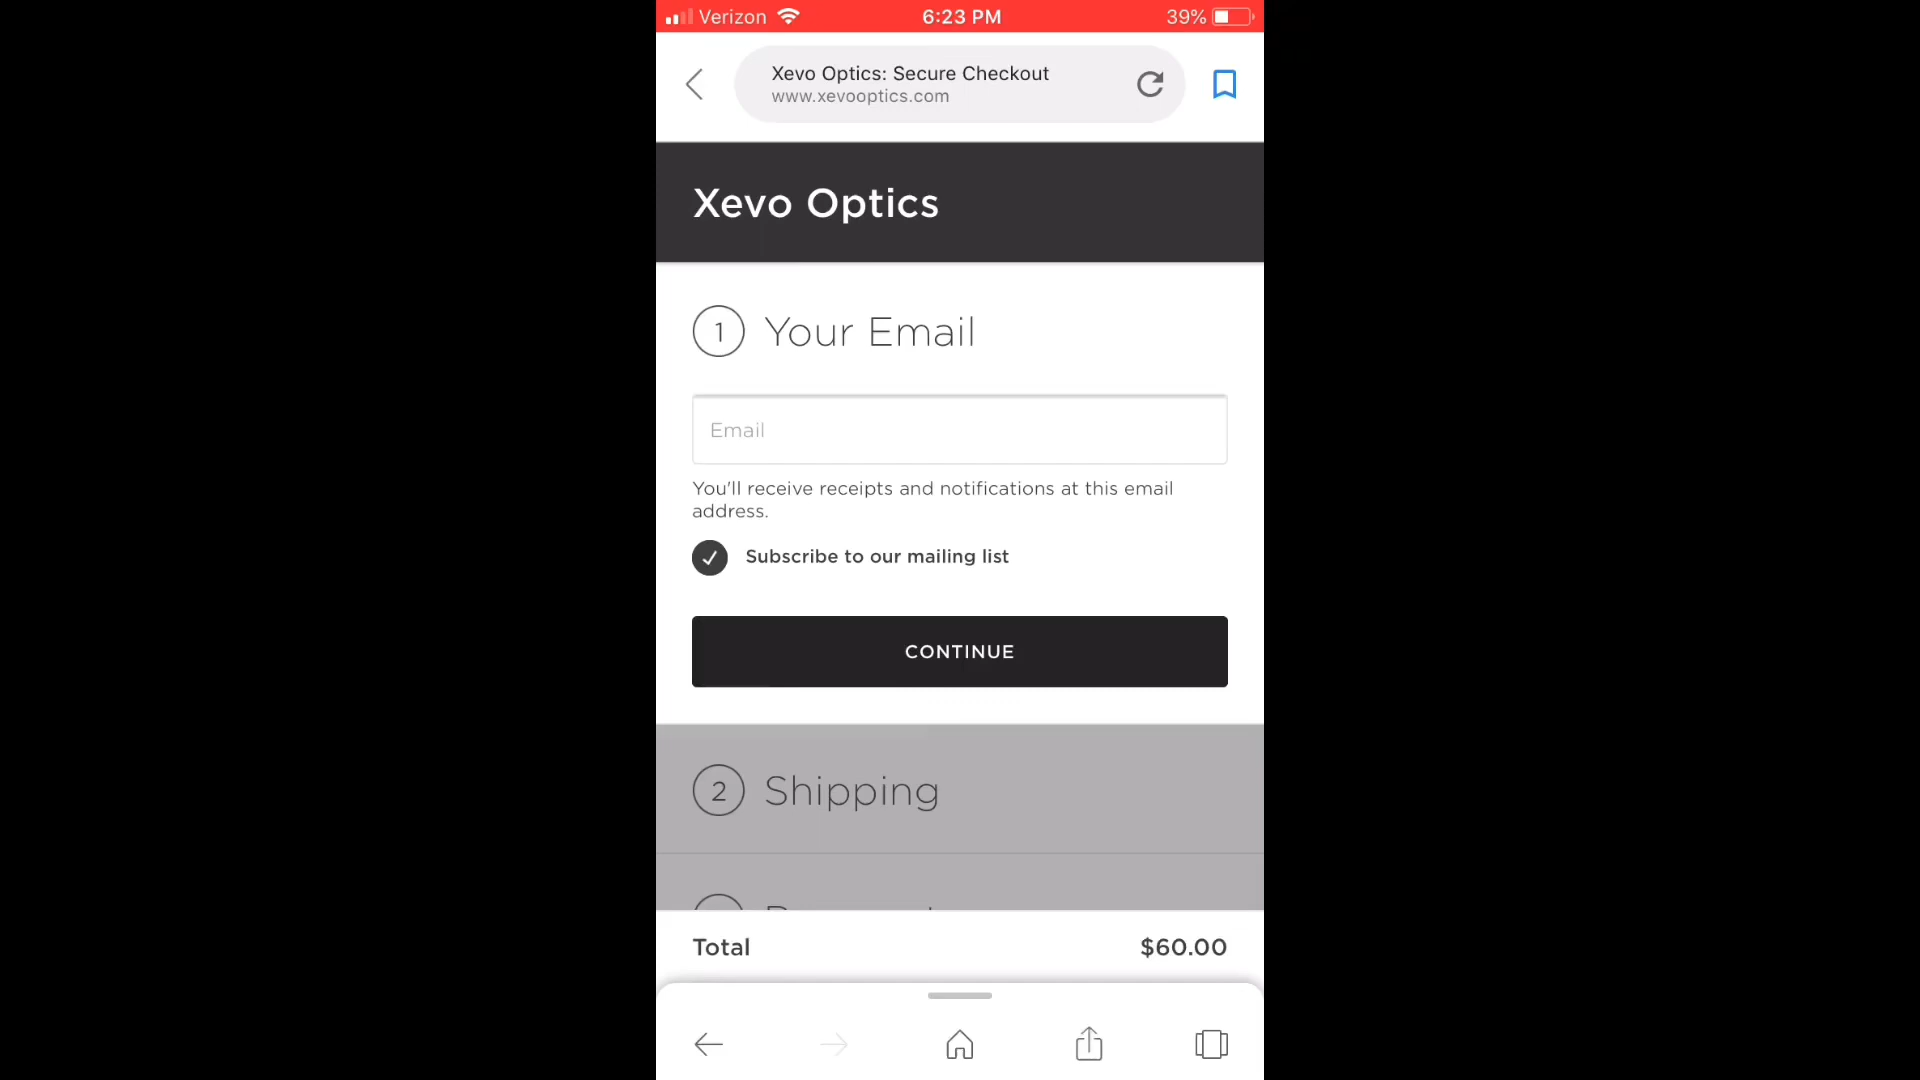 Verizon 6:23 PM 39%
Xevo Optics: Secure Checkout
www.xevooptics.com
Xevo Optics
1 Your Email
Email
You'll receive receipts and notifications at this email
address.
Subscribe to our mailing list
CONTINUE
2 Shipping
Total $60.00